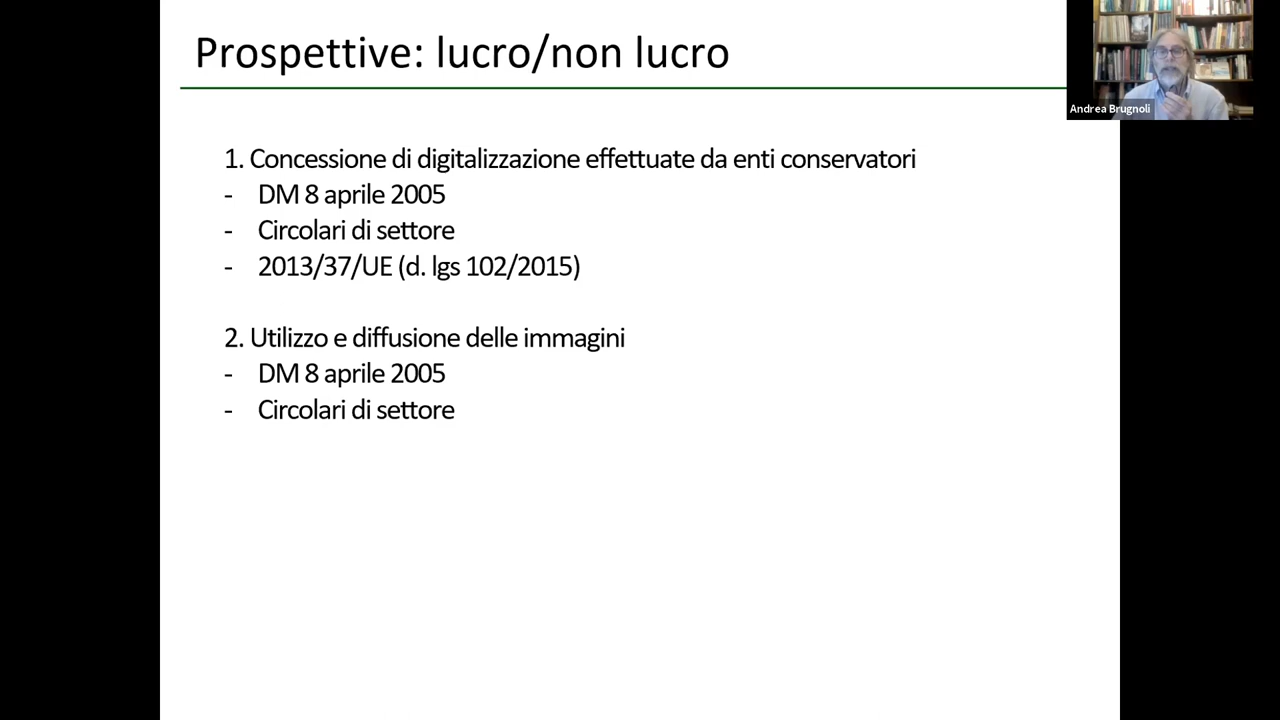 Prospettive: lucro/non lucro
Andrea Brugnoli
1. Concessione di digitalizzazione effettuate da enti conservatori
- DM 8 aprile 2005
- Circolari di settore
- 2013/37/UE (d. lgs 102/2015)
2. Utilizzo e diffusione delle immagini
- DM 8 aprile 2005
- Circolari di settore